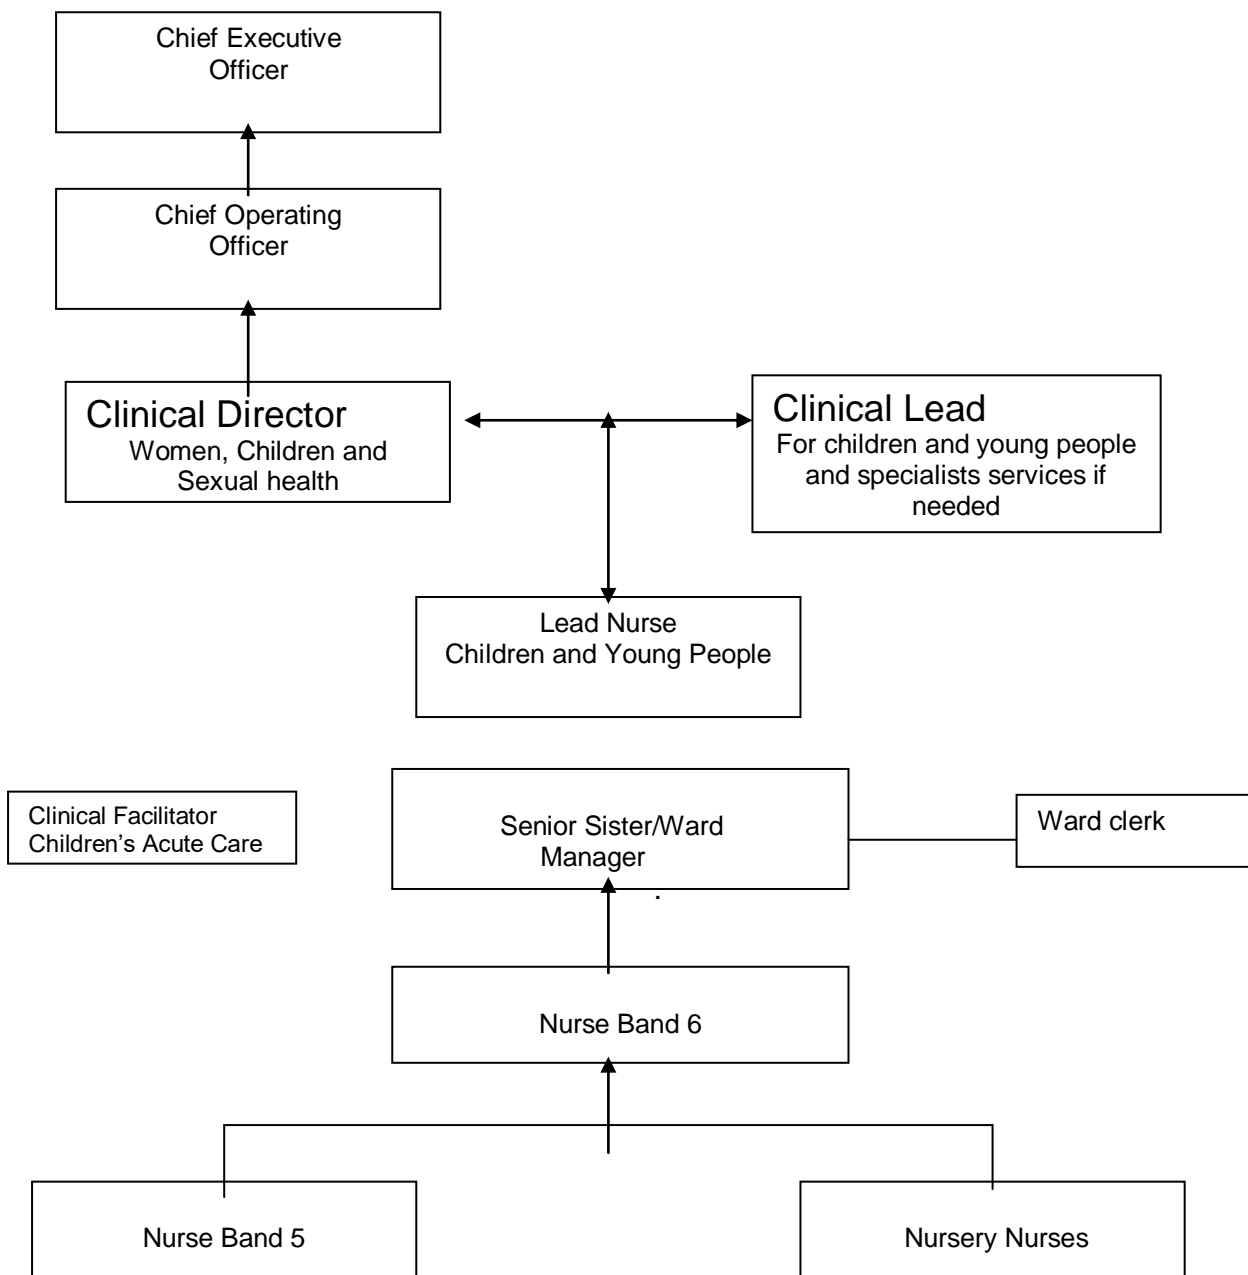 Chief Executive
Officer
Chief Operating
Officer
Clinical Director
Women, Children and
Sexual health
Clinical Lead
For children and young people
and specialists services if
needed
Lead Nurse
Children and Young People
Clinical Facilitator
Children’s Acute Care
Senior Sister/Ward
Manager
.
Ward clerk
Nurse Band 6
Nurse Band 5
Nursery Nurses